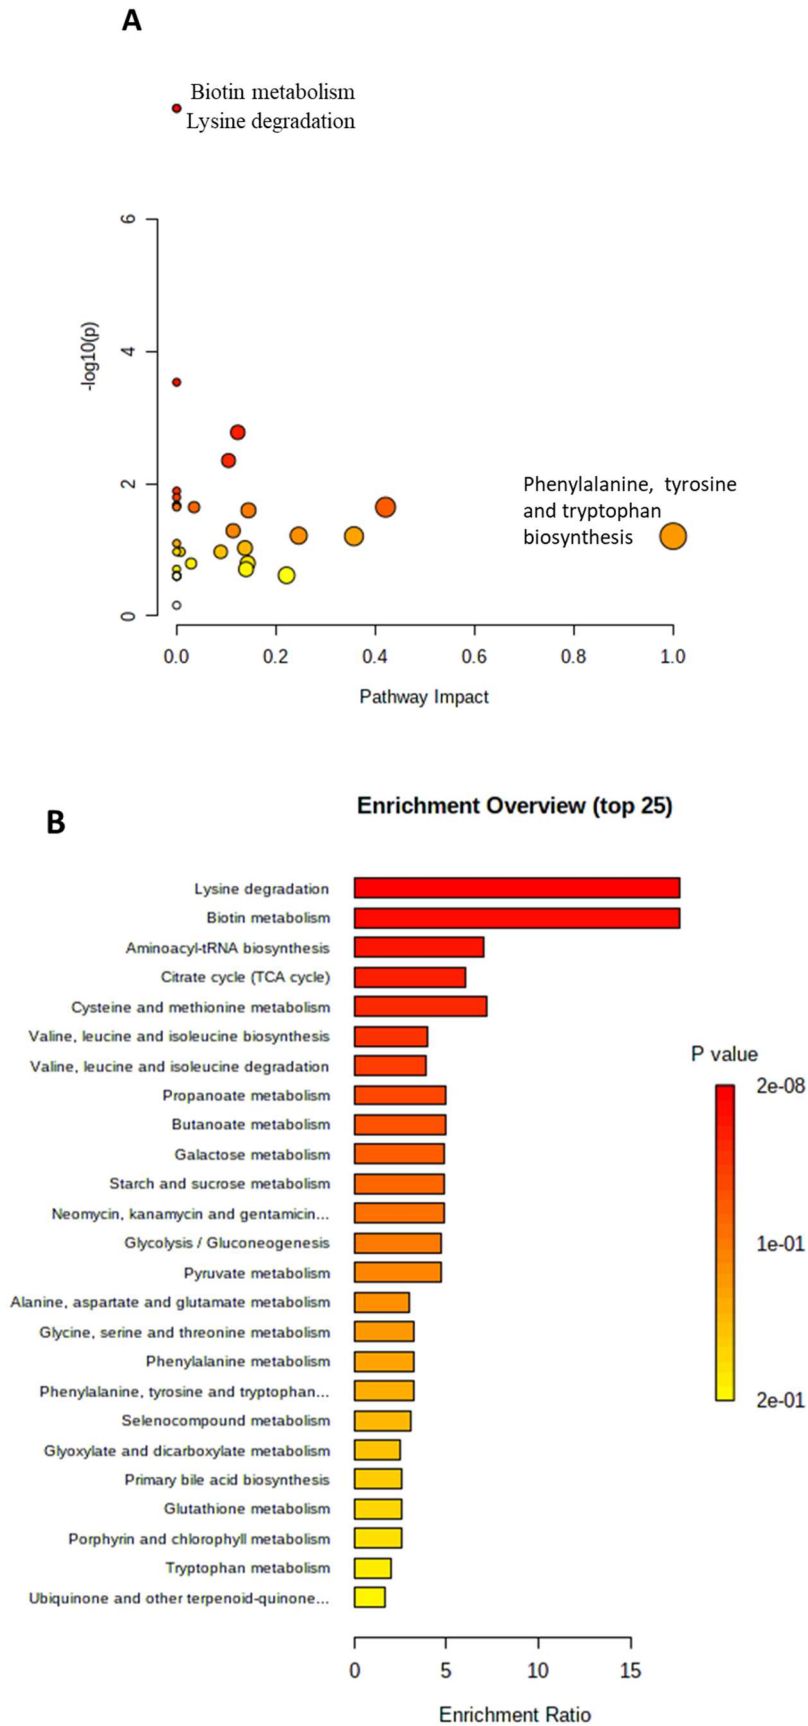 A
Biotin metabolism
Lysine degradation
6
4
2
0
-log10(p)
Phenylalanine, tyrosine
and tryptophan
biosynthesis
0.0 0.2 0.4 0.6 0.8 1.0
Pathway Impact
B
Enrichment Overview (top 25)
Lysine degradation
Biotin metabolism
Aminoacyl-tRNA biosynthesis
Citrate cycle (TCA cycle)
Cysteine and methionine metabolism
Valine, leucine and isoleucine biosynthesis
Valine, leucine and isoleucine degradation
Propanoate metabolism
Butanoate metabolism
Galactose metabolism
Starch and sucrose metabolism
Neomycin, kanamycin and gentamicin...
Glycolysis / Gluconeogenesis
Pyruvate metabolism
Alanine, aspartate and glutamate metabolism
Glycine, serine and threonine metabolism
Phenylalanine metabolism
Phenylalanine, tyrosine and tryptophan...
Selenocompound metabolism
Glyoxylate and dicarboxylate metabolism
Primary bile acid biosynthesis
Glutathione metabolism
Porphyrin and chlorophyll metabolism
Tryptophan metabolism
Ubiquinone and other terpenoid-quinone...
P value
2e-08
1e-01
2e-01
0 5 10 15
Enrichment Ratio